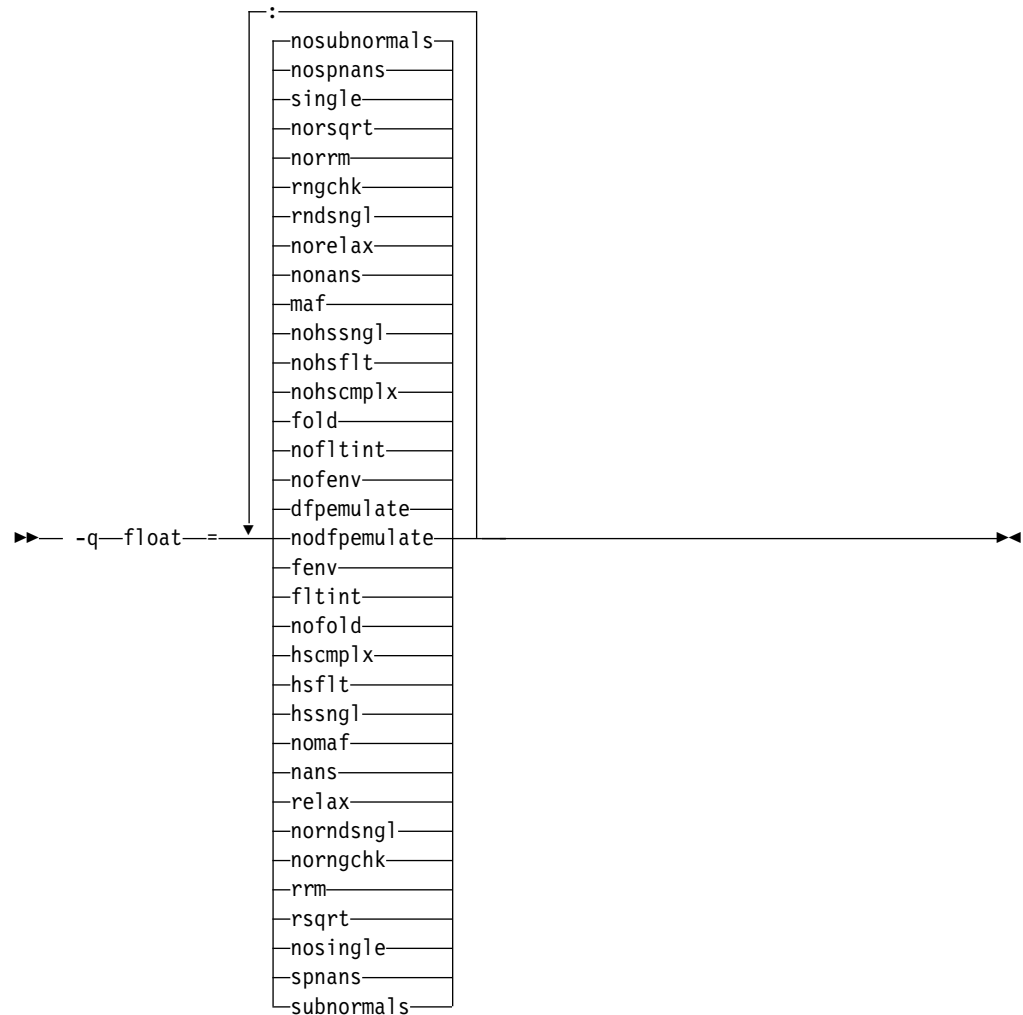 :
nosubnormals
nospnans
single
norsqrt
norrm
rngchk
rndsngl
norelax
nonans
maf
nohssngl
nohsflt
nohscmplx
fold
nofltint
nofenv
dfpemulate
-q float = nodfpemulate
fenv
fltint
nofold
hscmplx
hsflt
hssngl
nomaf
nans
relax
norndsngl
norngchk
rrm
rsqrt
nosingle
spnans
subnormals